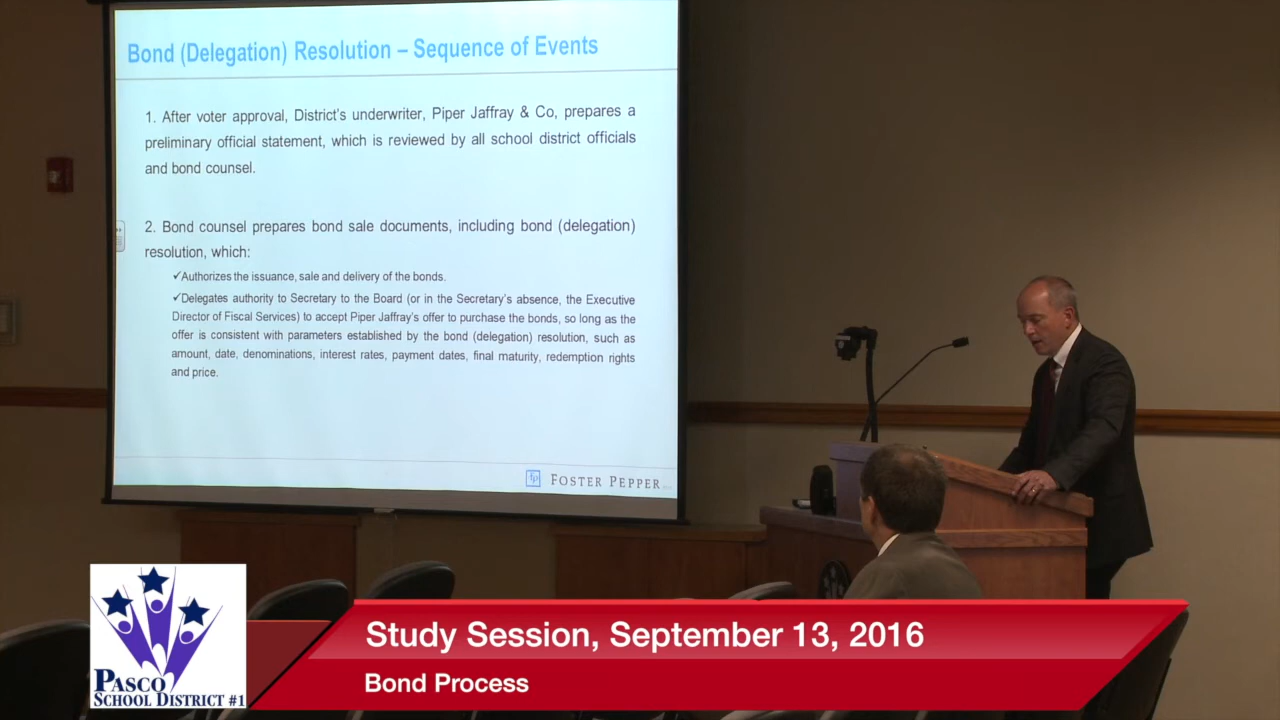 Bond (Delegation) Resolution – Sequence of Events
1. After voter approval, District's underwriter, Piper Jaffray & Co, prepares a
preliminary official statement, which is reviewed by all school district officials
and bond counsel.
2. Bond counsel prepares bond sale documents, including bond (delegation)
resolution, which:
✓Authorizes the issuance, sale and delivery of the bonds.
✓Delegates authority to Secretary to the Board (or in the Secretary's absence, the Executive
Director of Fiscal Services) to accept Piper Jaffray's offer to purchase the bonds, so long as the
offer is consistent with parameters established by the bond (delegation) resolution, such as
amount, date, denominations, interest rates, payment dates, final maturity, redemption rights
and price.
FOSTER PEPPER
Study Session, September 13, 2016
Bond Process
PASCO
SCHOOL DISTRICT #1